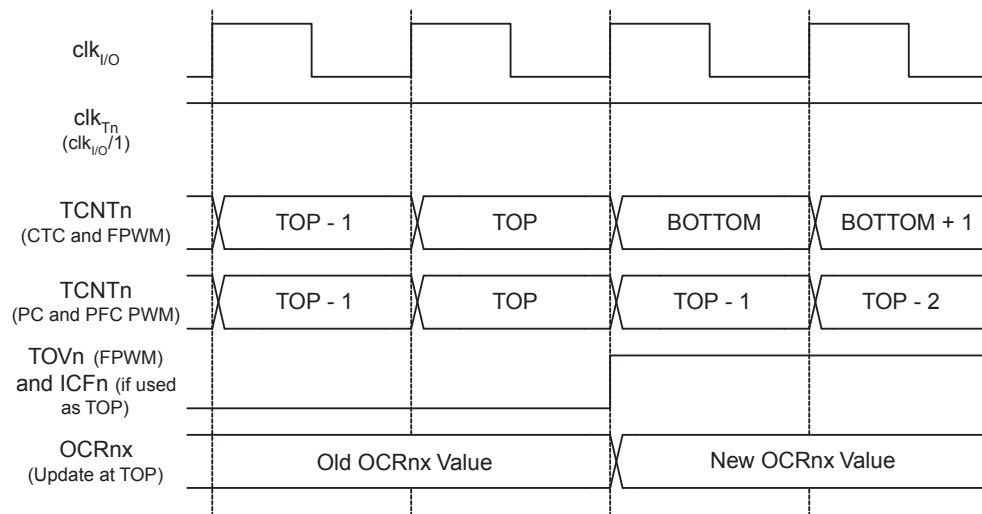 clkI/O
clkTn
(clkI/O/1)
TCNTn
(CTC and FPWM)
TOP - 1
TOP
BOTTOM
BOTTOM + 1
TCNTn
(PC and PFC PWM)
TOP - 1
TOP
TOP - 1
TOP - 2
TOVn (FPWM)
and ICFn (if used
as TOP)
OCRnx
(Update at TOP)
Old OCRnx Value
New OCRnx Value